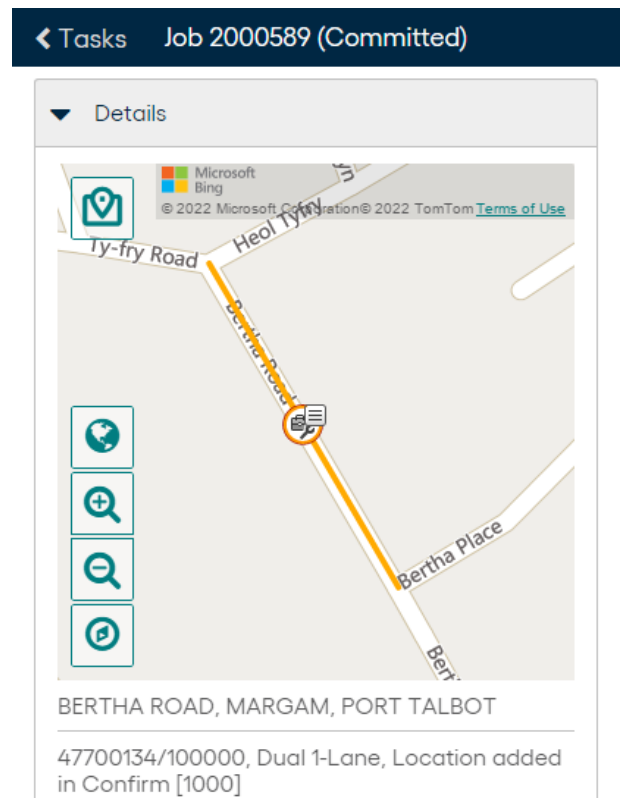 Tasks Job 2000589 (Committed)
Details
Microsoft
Bing
© 2022 Microsoft Corporation© 2022 TomTom Terms of Use
yn
Heol Tyfry
Ty-fry Road
Bertha Road
Bertha Place
Bert
BERTHA ROAD, MARGAM, PORT TALBOT
47700134/100000, Dual 1-Lane, Location added
in Confirm [1000]